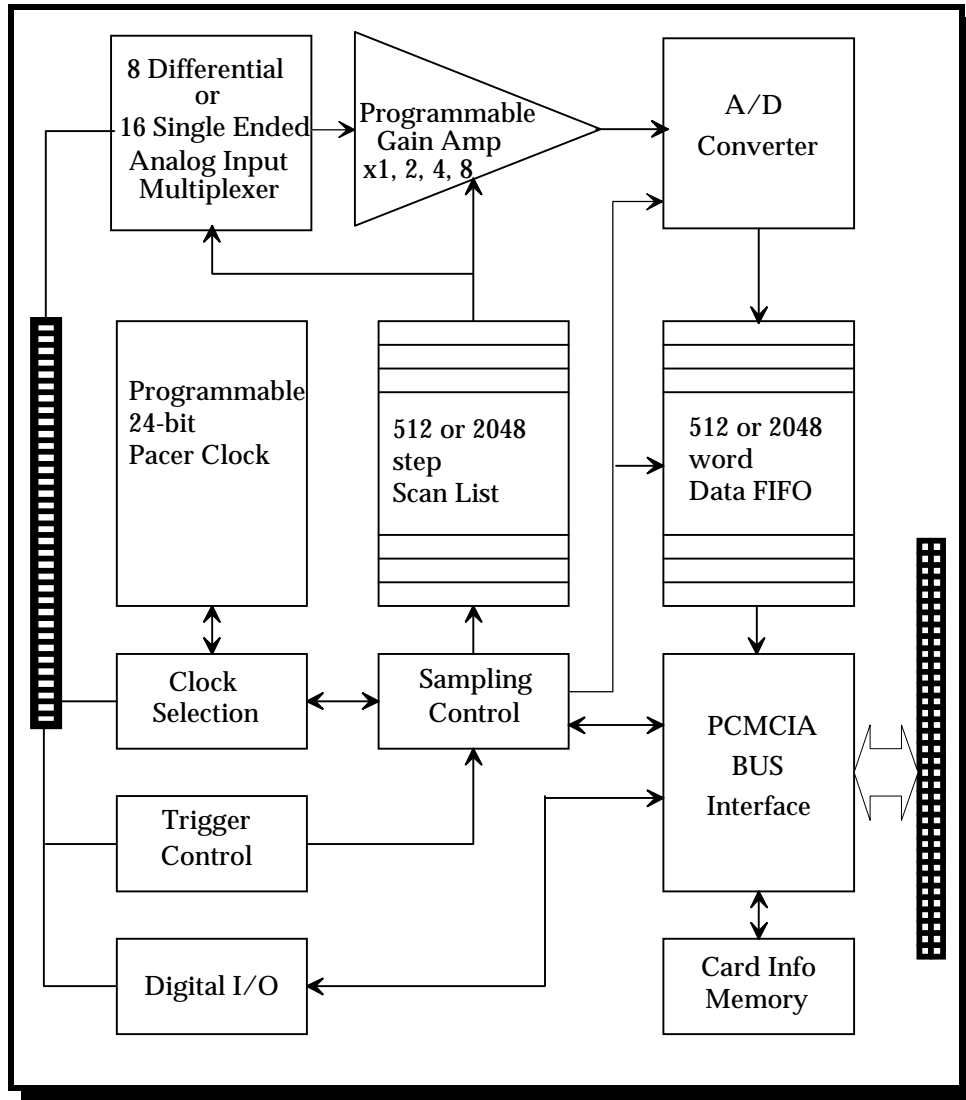 8 Differential
or
16 Single Ended
Analog Input
Multiplexer
Programmable
Gain Amp
x1, 2, 4, 8
A/D
Converter
Programmable
24-bit
Pacer Clock
512 or 2048
step
Scan List
512 or 2048
word
Data FIFO
Clock
Selection
Sampling
Control
PCMCIA
BUS
Interface
Trigger
Control
Digital I/O
Card Info
Memory